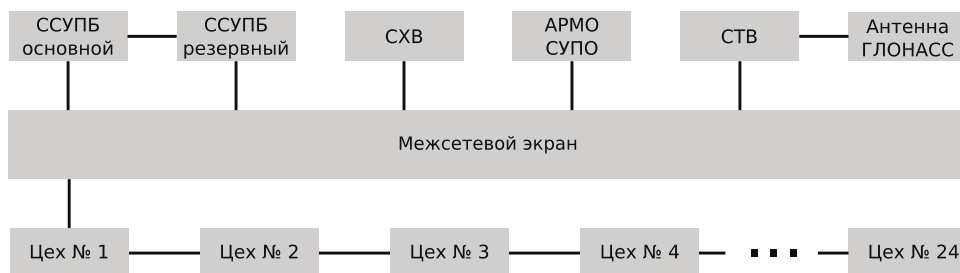 ССУПБ
основной
ССУПБ
резервный
СХВ
АРМО
СУПО
СТВ
Антенна
ГЛОНАСС
Межсетевой экран
Цех № 1
Цех № 2
Цех № 3
Цех № 4
...
Цех № 24